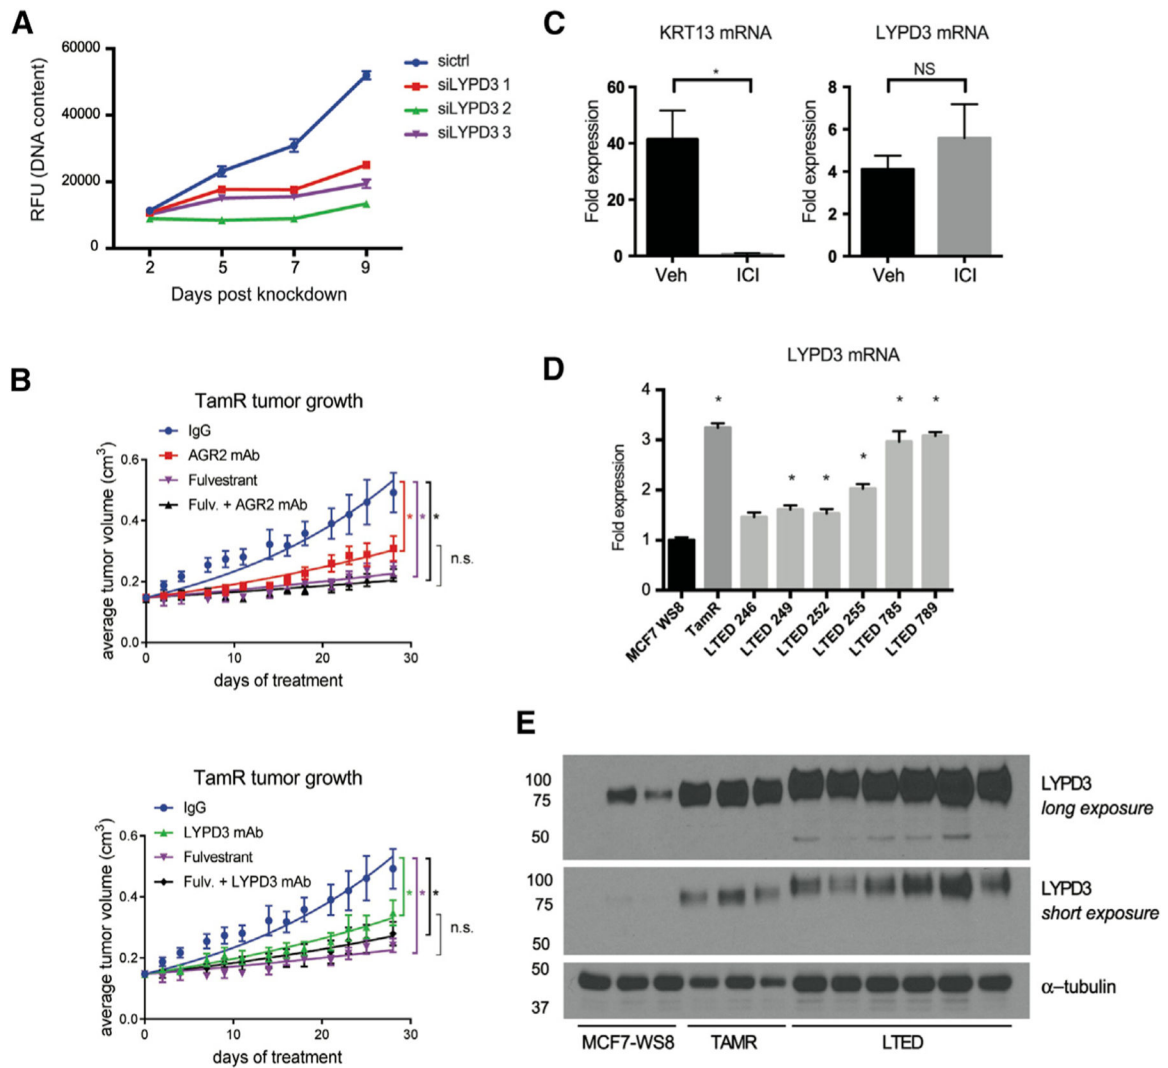 A
60000
40000
20000
0
RFU (DNA content)
2 5 7 9
Days post knockdown
sictrl
siLYPD3 1
siLYPD3 2
siLYPD3 3
B
TamR tumor growth
IgG
AGR2 mAb
Fulvestrant
Fulv. + AGR2 mAb
average tumor volume (cm³)
0.6
0.4
0.2
0.0
0 10 20 30
days of treatment
* * *
n.s.
TamR tumor growth
IgG
LYPD3 mAb
Fulvestrant
Fulv. + LYPD3 mAb
average tumor volume (cm³)
0.6
0.4
0.2
0.0
0 10 20 30
days of treatment
* * *
n.s.
C
KRT13 mRNA
*
Fold expression
60
40
20
0
Veh ICI
LYPD3 mRNA
NS
Fold expression
8
6
4
2
0
Veh ICI
D
LYPD3 mRNA
Fold expression
4
3
2
1
0
* * * * * *
MCF7 WS8
TamR
LTED 246
LTED 249
LTED 252
LTED 255
LTED 785
LTED 789
E
100
75
50
LYPD3
long exposure
100
75
50
LYPD3
short exposure
50
37
α–tubulin
MCF7-WS8 TAMR LTED